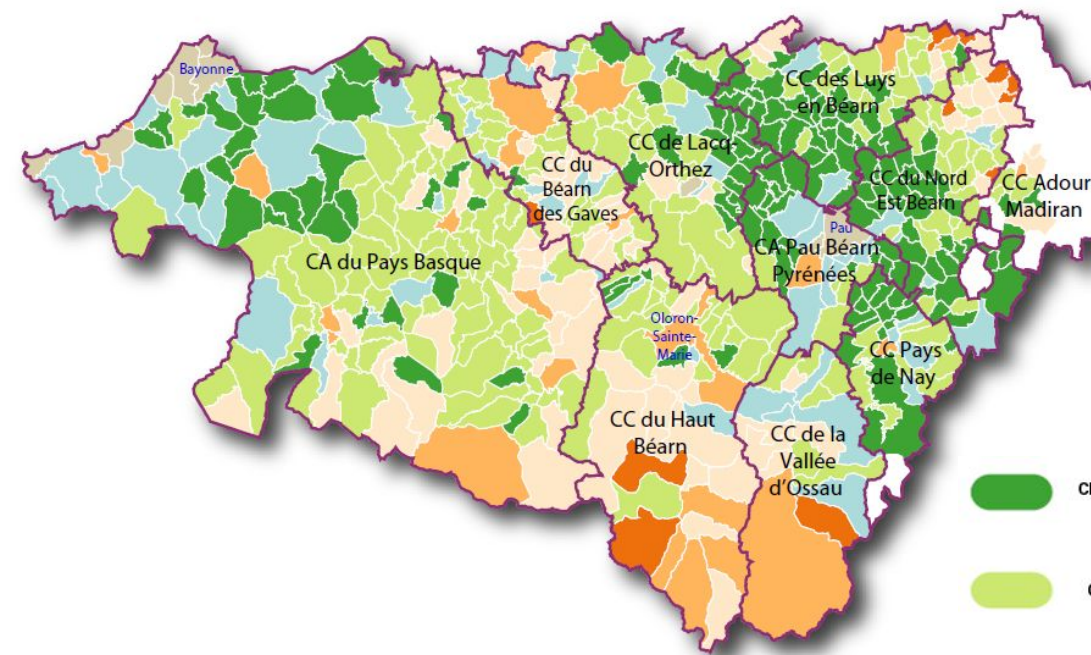 Bayonne
CC des Luys
en Béarn
CC de Lacq-
Orthez
CC du
Béarn
des Gaves
CC du Nord
Est Béarn
CC Adour
Madiran
Pau
CA Pau Béarn
Pyrénées
CA du Pays Basque
Oloron-
Sainte-
Marie
CC Pays
de Nay
CC du Haut
Béarn
CC de la
Vallée
d'Ossau